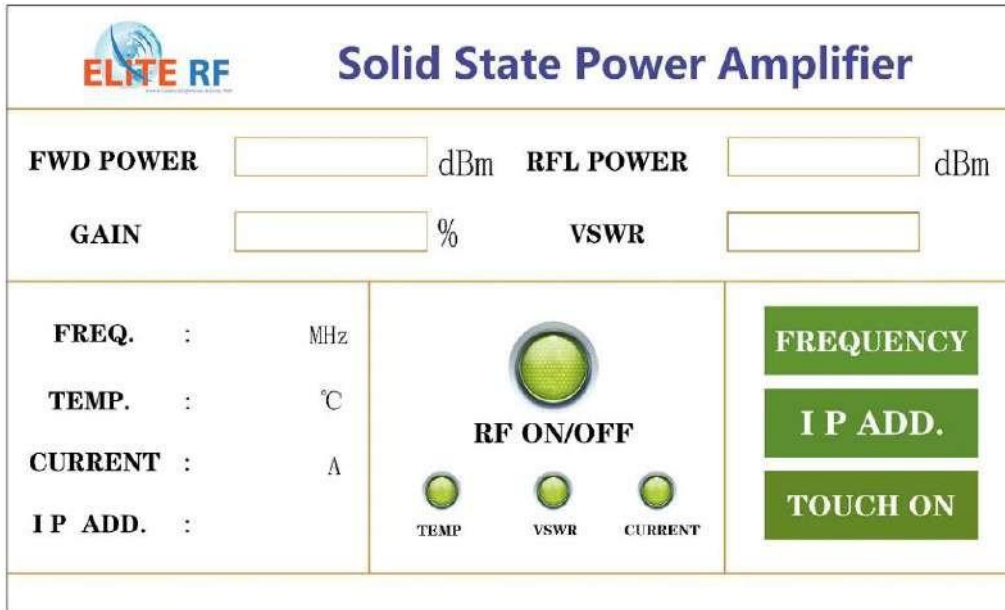 ELITE RF
Solid State Power Amplifier
FWD POWER dBm RFL POWER dBm
GAIN % VSWR
FREQ. : MHz
TEMP. : ℃
CURRENT : A
I P ADD. :
RF ON/OFF
TEMP VSWR CURRENT
FREQUENCY
I P ADD.
TOUCH ON